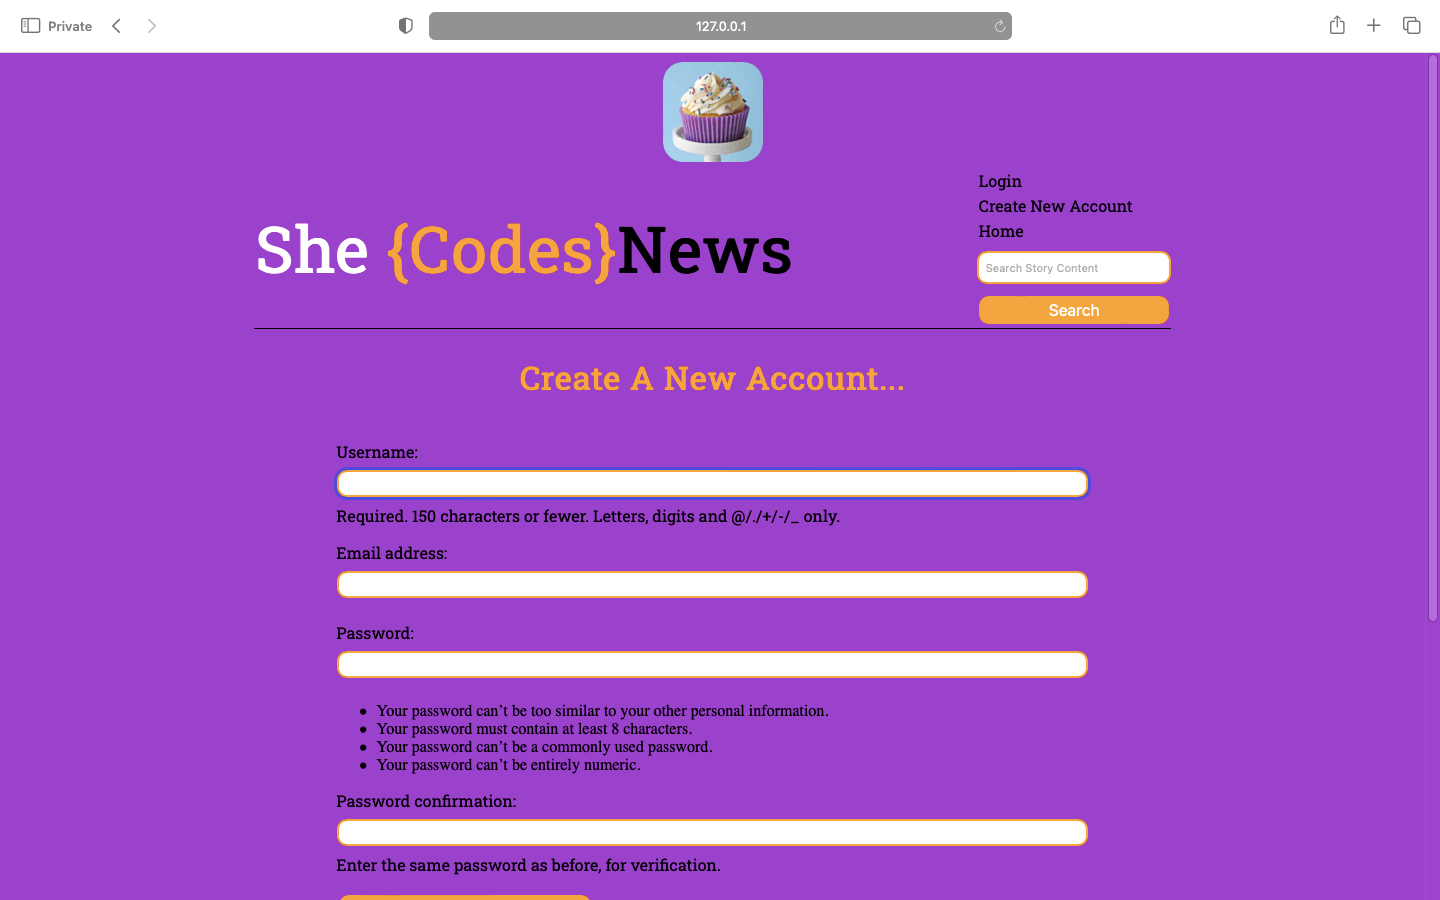 Private
127.0.0.1
Login
Create New Account
Home
She {Codes}News
Search Story Content
Search
Create A New Account...
Username:
Required. 150 characters or fewer. Letters, digits and @/./+/-/_ only.
Email address:
Password:
• Your password can’t be too similar to your other personal information.
• Your password must contain at least 8 characters.
• Your password can’t be a commonly used password.
• Your password can’t be entirely numeric.
Password confirmation:
Enter the same password as before, for verification.